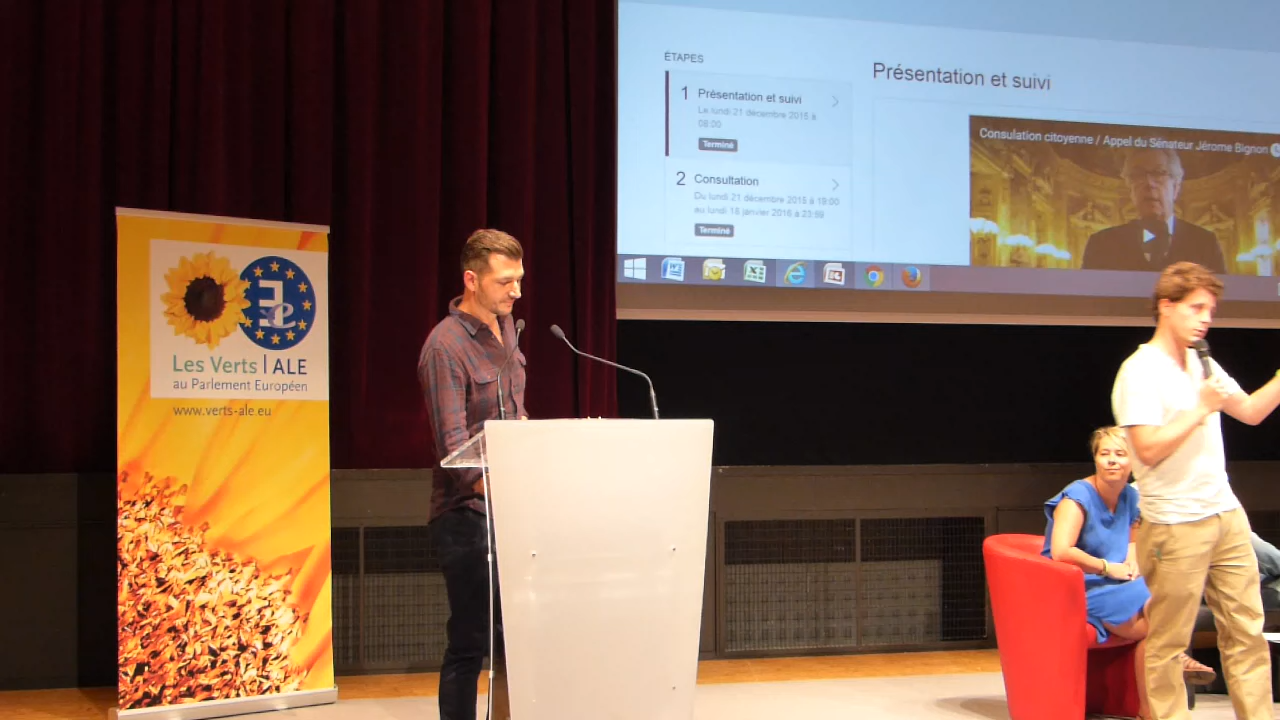 ÉTAPES
1 Présentation et suivi
Le lundi 21 décembre 2015 à
08:00
Terminé
2 Consultation
Du lundi 21 décembre 2015 à 19:00
au lundi 18 janvier 2016 à 23:59
Terminé
Présentation et suivi
Consulation citoyenne / Appel du Sénateur Jérome Bignon
Les Verts | ALE
au Parlement Européen
www.verts-ale.eu